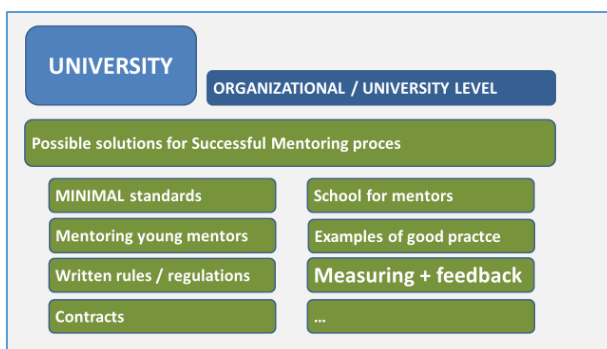 UNIVERSITY
ORGANIZATIONAL / UNIVERSITY LEVEL
Possible solutions for Successful Mentoring proces
MINIMAL standards
School for mentors
Mentoring young mentors
Examples of good practce
Written rules / regulations
Measuring + feedback
Contracts
...